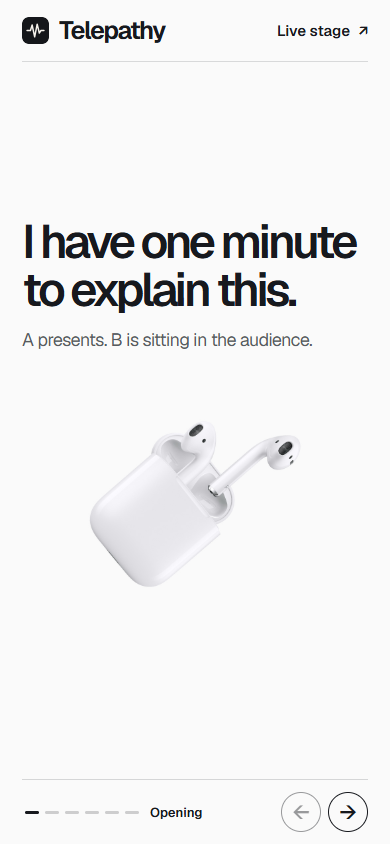 Telepathy
Live stage ↗
I have one minute
to explain this.
A presents. B is sitting in the audience.
Opening